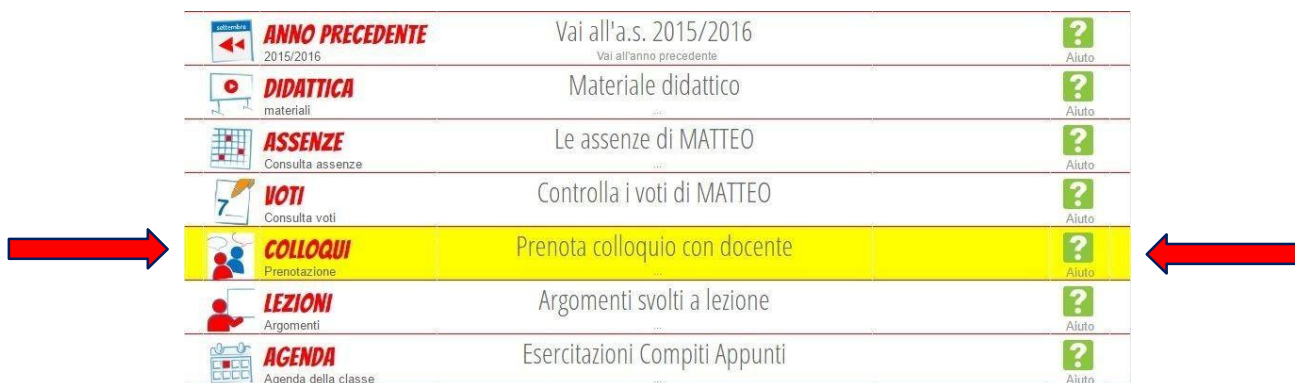 settembre
ANNO PRECEDENTE Vai all'a.s. 2015/2016 ?
2015/2016 Vai all'anno precedente Aiuto
DIDATTICA Materiale didattico ?
materiali ... Aiuto
ASSENZE Le assenze di MATTEO ?
Consulta assenze ... Aiuto
7 VOTI Controlla i voti di MATTEO ?
Consulta voti Aiuto
COLLOQUI Prenota colloquio con docente ?
Prenotazione ... Aiuto
LEZIONI Argomenti svolti a lezione ?
Argomenti ... Aiuto
AGENDA Esercitazioni Compiti Appunti ?
Agenda della classe ... Aiuto